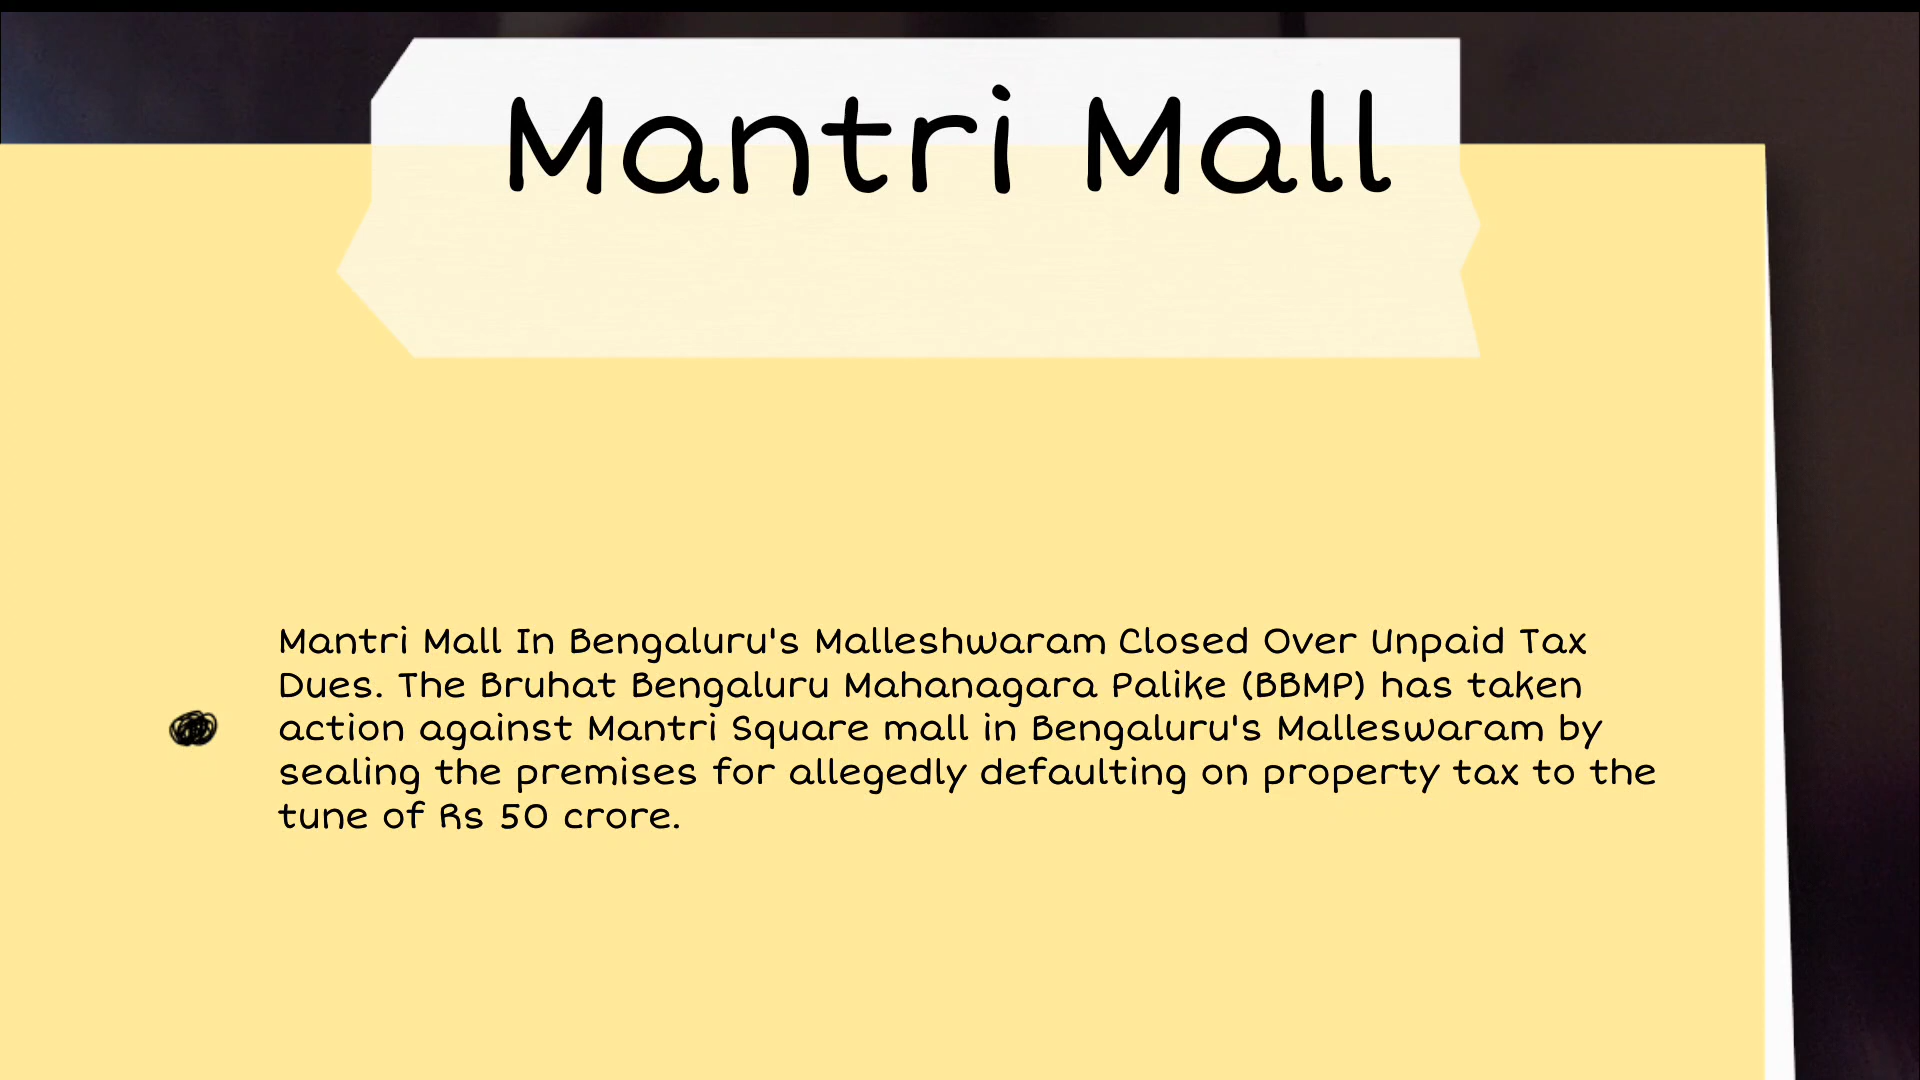 Mantri Mall
Mantri Mall In Bengaluru's Malleshwaram Closed Over Unpaid Tax
Dues. The Bruhat Bengaluru Mahanagara Palike (BBMP) has taken
action against Mantri Square mall in Bengaluru's Malleswaram by
sealing the premises for allegedly defaulting on property tax to the
tune of Rs 50 crore.